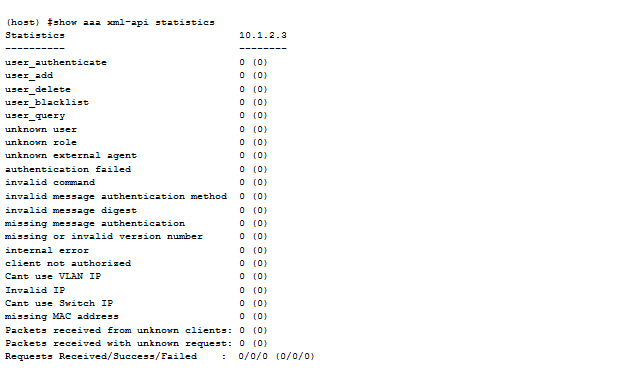 (host) #show aaa xml-api statistics
Statistics 10.1.2.3
---------- --------
user_authenticate 0 (0)
user_add 0 (0)
user_delete 0 (0)
user_blacklist 0 (0)
user_query 0 (0)
unknown user 0 (0)
unknown role 0 (0)
unknown external agent 0 (0)
authentication failed 0 (0)
invalid command 0 (0)
invalid message authentication method 0 (0)
invalid message digest 0 (0)
missing message authentication 0 (0)
missing or invalid version number 0 (0)
internal error 0 (0)
client not authorized 0 (0)
Cant use VLAN IP 0 (0)
Invalid IP 0 (0)
Cant use Switch IP 0 (0)
missing MAC address 0 (0)
Packets received from unknown clients: 0 (0)
Packets received with unknown request: 0 (0)
Requests Received/Success/Failed : 0/0/0 (0/0/0)